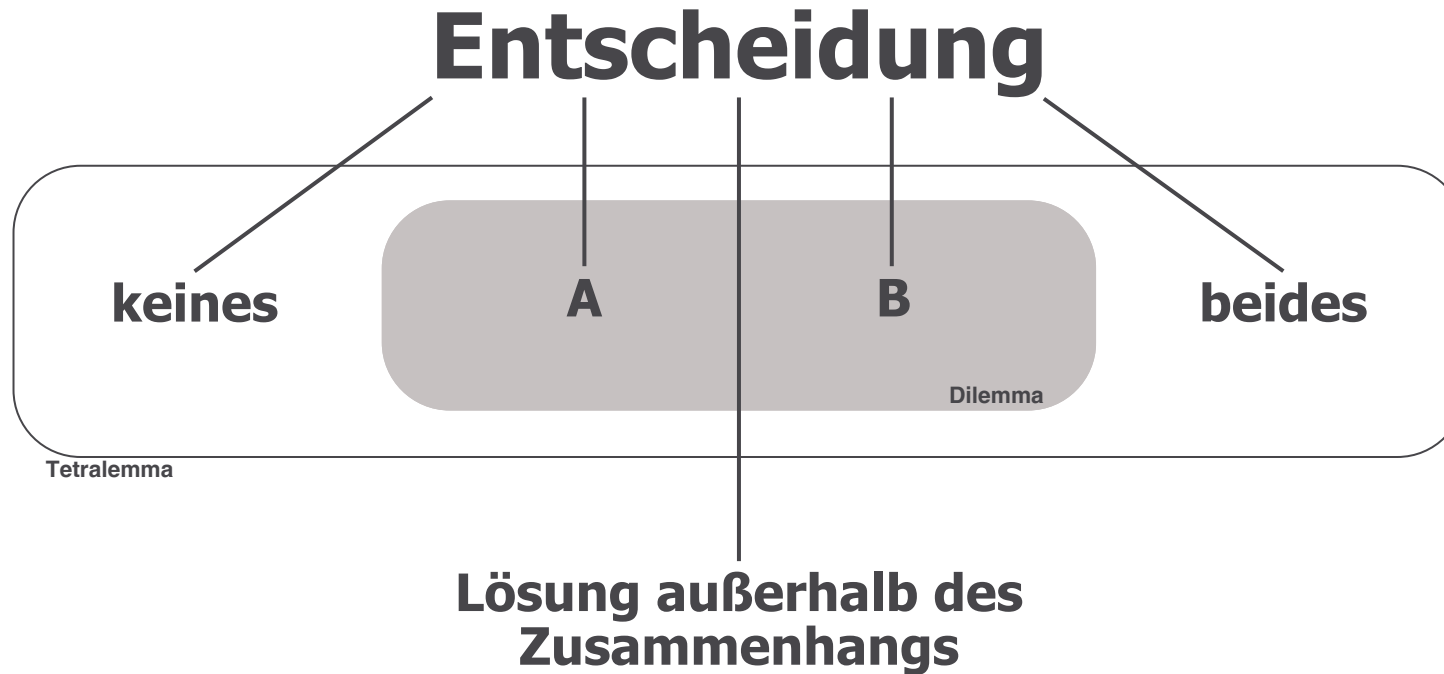 Entscheidung
keines
A
B
beides
Dilemma
Tetralemma
Lösung außerhalb des
Zusammenhangs